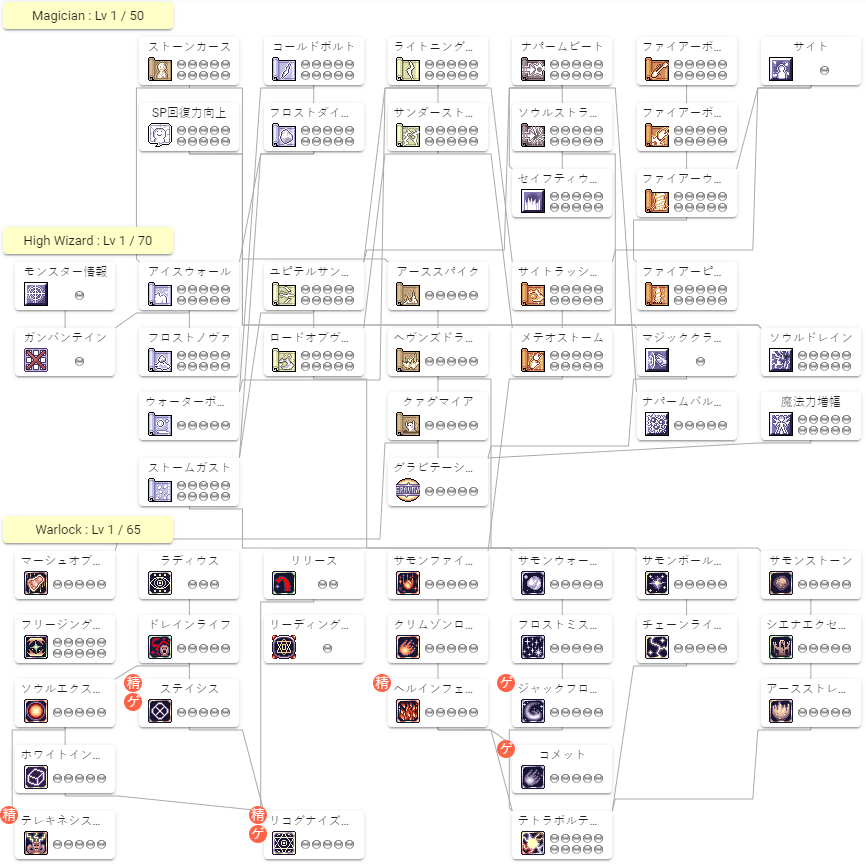 Magician : Lv 1 / 50
ストーンカース
コールドボルト
ライトニング...
ナパームビート
ファイアーボ...
サイト
SP回復力向上
フロストダイ...
サンダースト...
ソウルストラ...
ファイアーボ...
セイフティウ...
ファイアーウ...
High Wizard : Lv 1 / 70
モンスター情報
アイスウォール
ユピテルサン...
アーススパイク
サイトラッシ...
ファイアーピ...
ガンバンテイン
フロストノヴァ
ロードオブヴ...
ヘヴンズドラ...
メテオストーム
マジッククラ...
ソウルドレイン
ウォーターボ...
クァグマイア
ナパームバル...
魔法力増幅
ストームガスト
グラビテーシ...
Warlock : Lv 1 / 65
マーシュオブ...
ラディウス
リリース
サモンファイ...
サモンウォー...
サモンボール...
サモンストーン
フリージング...
ドレインライフ
リーディング...
クリムゾンロ...
フロストミス...
チェーンライ...
シエナエクセ...
ソウルエクス...
精
ゲ
ステイシス
精
ヘルインフェ...
ゲ
ジャックフロ...
アースストレ...
ホワイトイン...
ゲ
コメット
精
テレキネシス...
精
ゲ
リコグナイズ...
テトラボルテ...